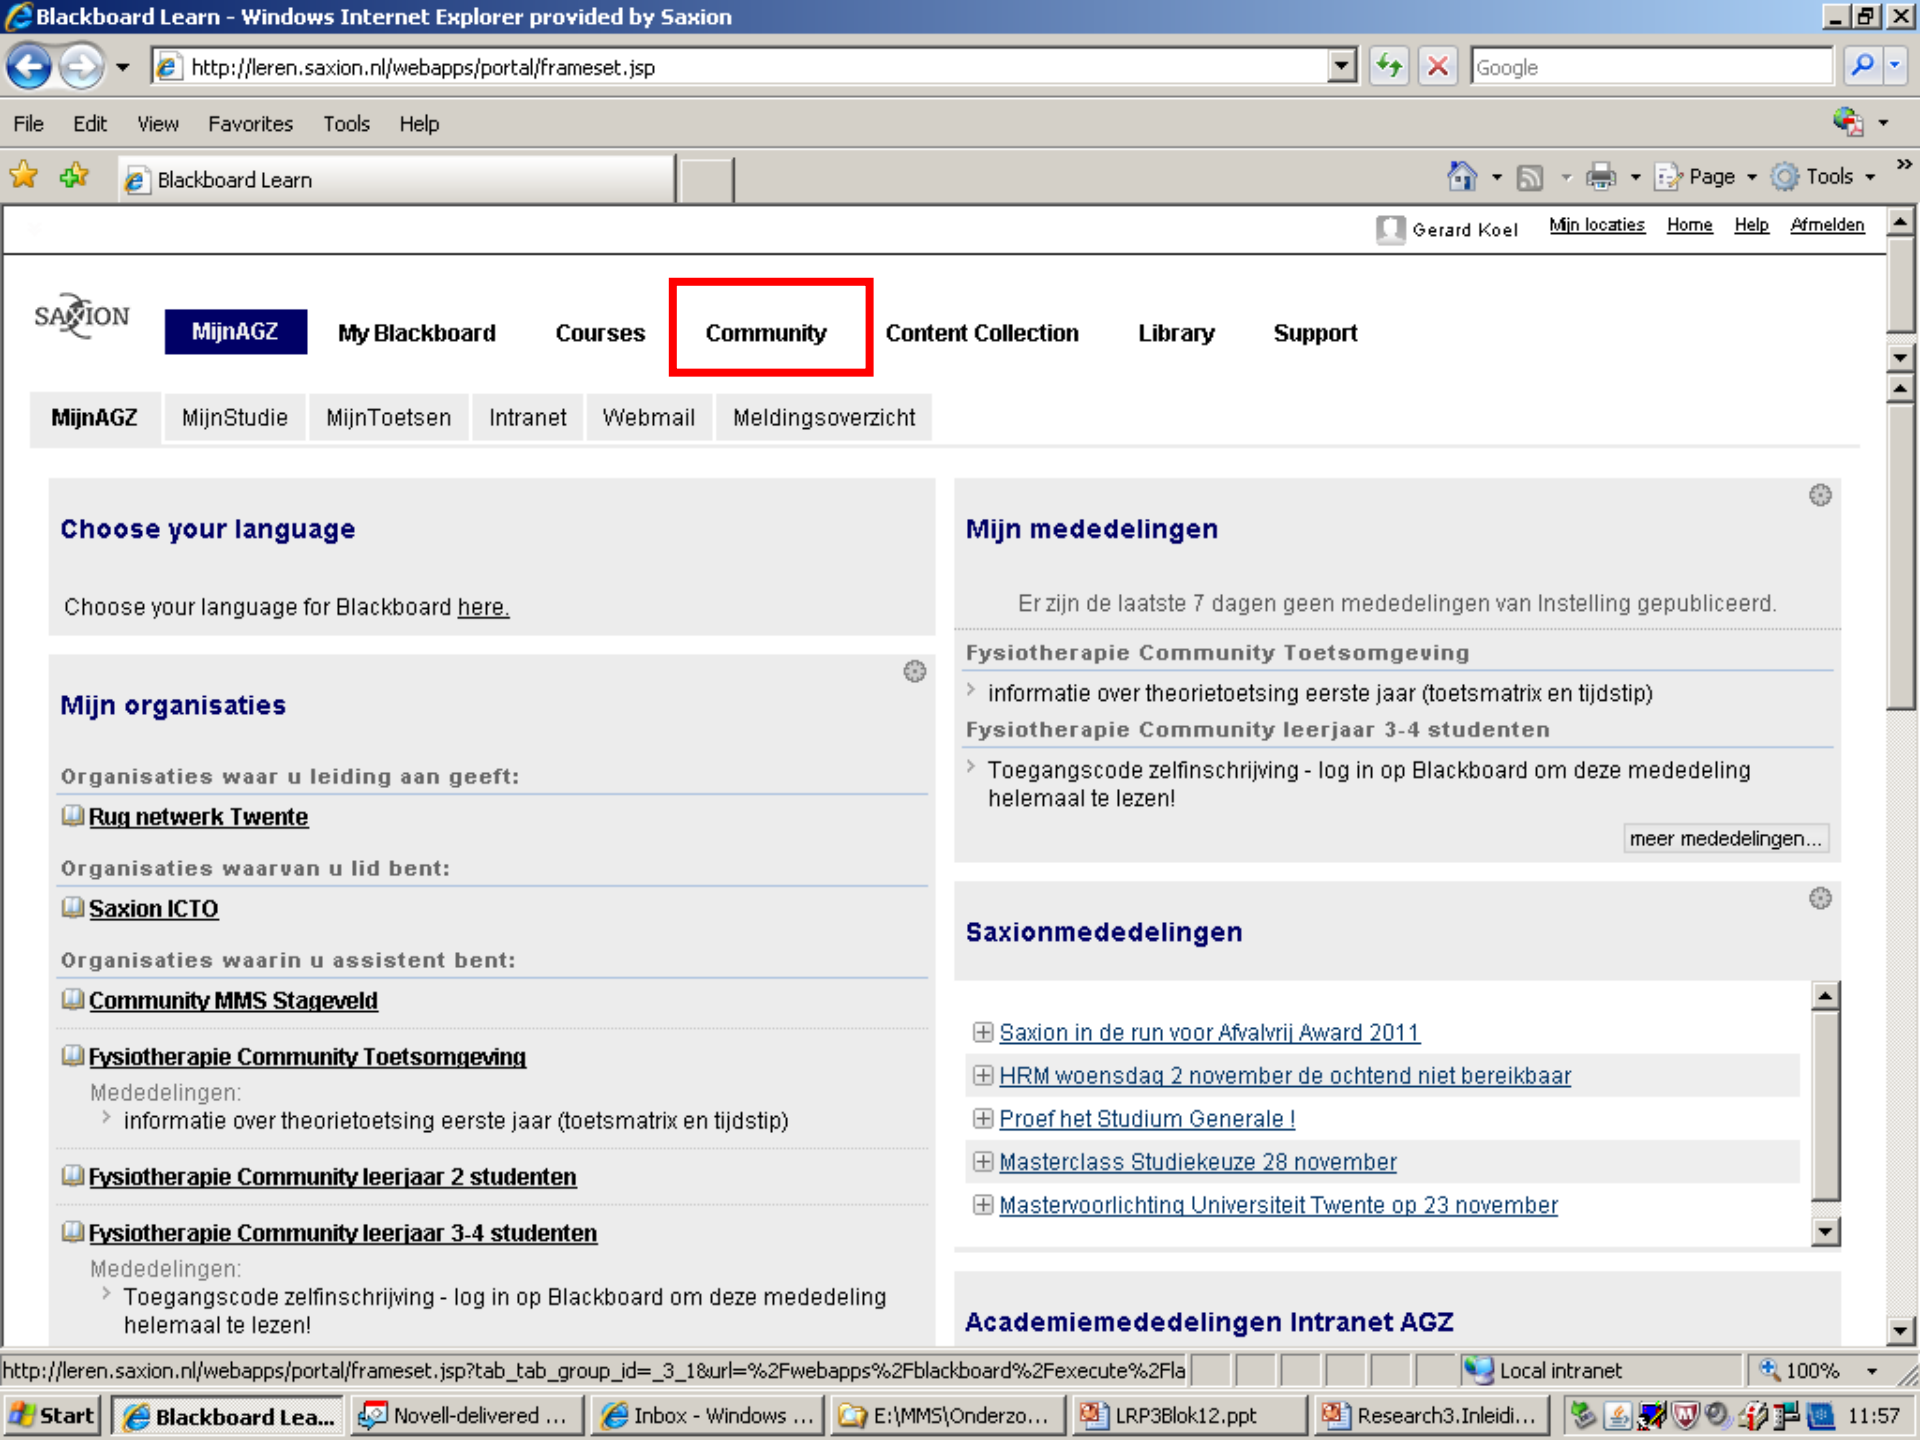 Blackboard Learn - Windows Internet Explorer provided by Saxion
http://leren.saxion.nl/webapps/portal/frameset.jsp
Google
File Edit View Favorites Tools Help
Blackboard Learn
Page Tools »
Gerard Koel Mijn locaties Home Help Afmelden
SAXION
MijnAGZ My Blackboard Courses Community Content Collection Library Support
MijnAGZ MijnStudie MijnToetsen Intranet Webmail Meldingsoverzicht
Choose your language
Choose your language for Blackboard here.
Mijn organisaties
Organisaties waar u leiding aan geeft:
Rug netwerk Twente
Organisaties waarvan u lid bent:
Saxion ICTO
Organisaties waarin u assistent bent:
Community MMS Stageveld
Fysiotherapie Community Toetsomgeving
Mededelingen:
informatie over theorietoetsing eerste jaar (toetsmatrix en tijdstip)
Fysiotherapie Community leerjaar 2 studenten
Fysiotherapie Community leerjaar 3-4 studenten
Mededelingen:
Toegangscode zelfinschrijving - log in op Blackboard om deze mededeling
helemaal te lezen!
Mijn mededelingen
Er zijn de laatste 7 dagen geen mededelingen van Instelling gepubliceerd.
Fysiotherapie Community Toetsomgeving
informatie over theorietoetsing eerste jaar (toetsmatrix en tijdstip)
Fysiotherapie Community leerjaar 3-4 studenten
Toegangscode zelfinschrijving - log in op Blackboard om deze mededeling
helemaal te lezen!
meer mededelingen...
Saxionmededelingen
Saxion in de run voor Afvalvrij Award 2011
HRM woensdag 2 november de ochtend niet bereikbaar
Proef het Studium Generale !
Masterclass Studiekeuze 28 november
Mastervoorlichting Universiteit Twente op 23 november
Academiemededelingen Intranet AGZ
http://leren.saxion.nl/webapps/portal/frameset.jsp?tab_tab_group_id=_3_1&url=%2Fwebapps%2Fblackboard%2Fexecute%2Fla Local intranet 100%
Start Blackboard Lea... Novell-delivered ... Inbox - Windows ... E:\MMS\Onderzo... LRP3Blok12.ppt Research3.Inleidi... 11:57